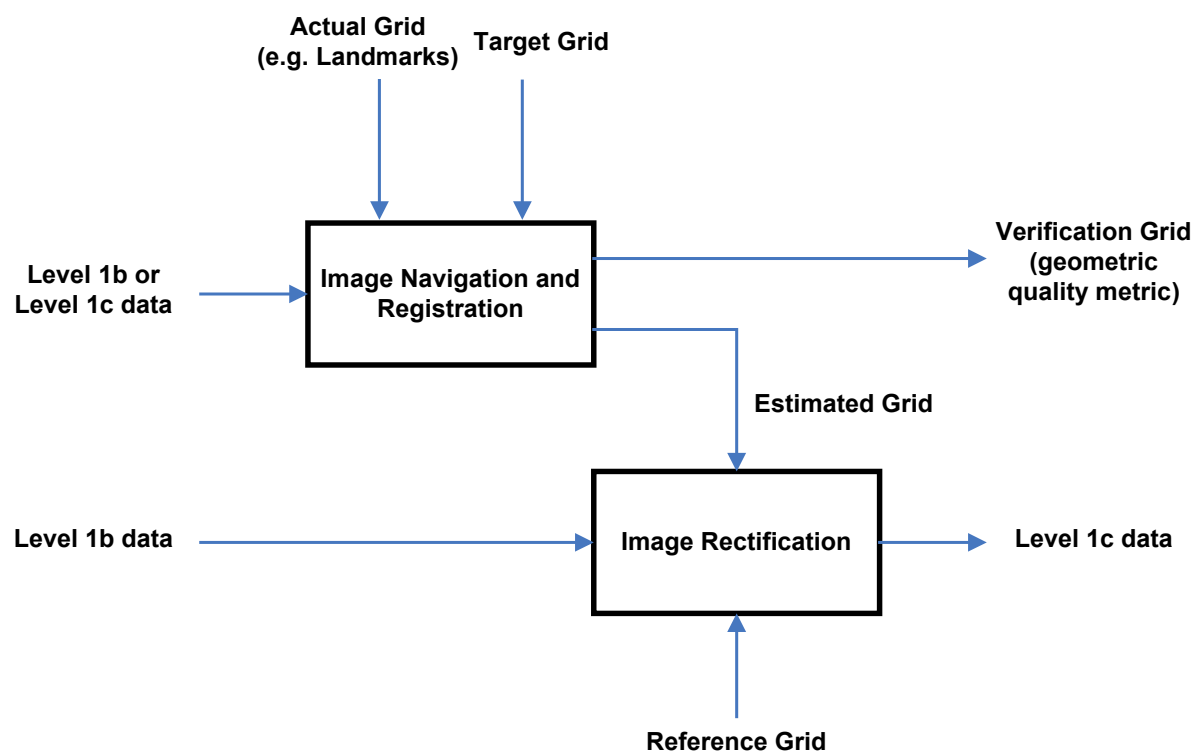 Actual Grid
(e.g. Landmarks)
Target Grid
Level 1b or
Level 1c data
Image Navigation and
Registration
Verification Grid
(geometric
quality metric)
Estimated Grid
Level 1b data
Image Rectification
Level 1c data
Reference Grid